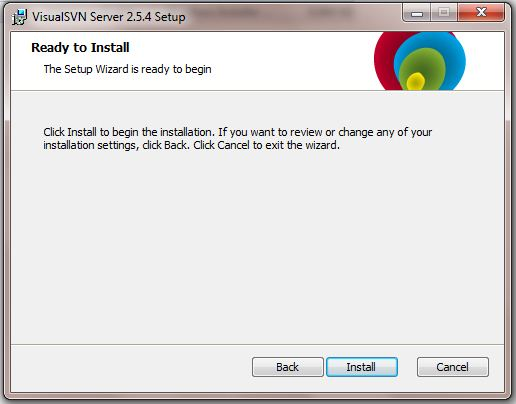 VisualSVN Server 2.5.4 Setup
Ready to Install
The Setup Wizard is ready to begin
Click Install to begin the installation. If you want to review or change any of your
installation settings, click Back. Click Cancel to exit the wizard.
Back Install Cancel